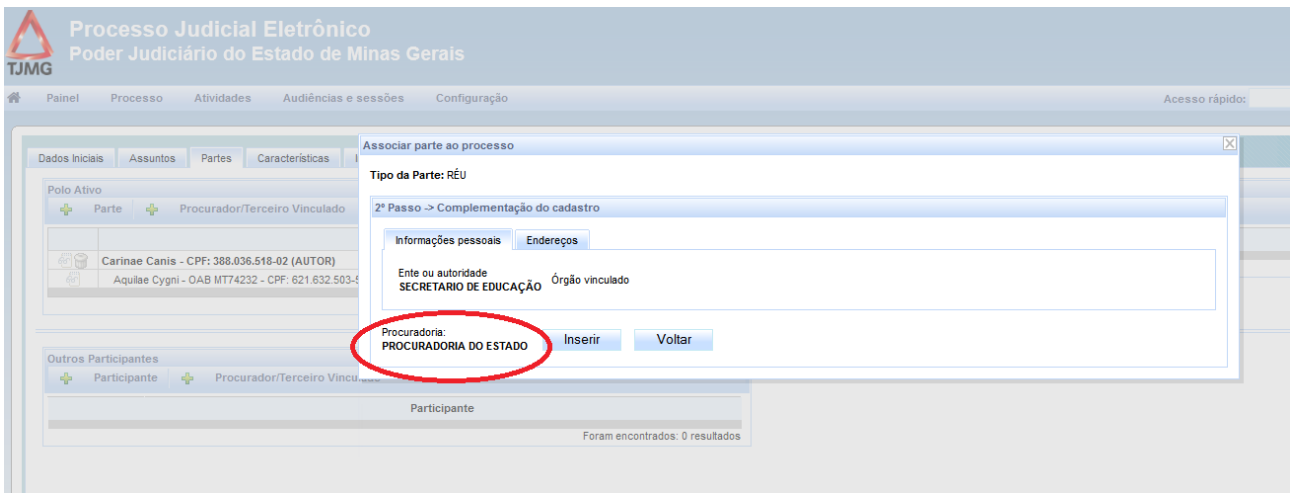 TJMG
Processo Judicial Eletrônico
Poder Judiciário do Estado de Minas Gerais
Painel Processo Atividades Audiências e sessões Configuração Acesso rápido:
Dados Iniciais Assuntos Partes Características
Polo Ativo
Parte Procurador/Terceiro Vinculado
Carinae Canis - CPF: 388.036.518-02 (AUTOR)
Aquilae Cygni - OAB MT74232 - CPF: 621.632.503-5
Associar parte ao processo
Tipo da Parte: RÉU
2º Passo -> Complementação do cadastro
Informações pessoais Endereços
Ente ou autoridade
SECRETARIO DE EDUCAÇÃO
Órgão vinculado
Procuradoria:
PROCURADORIA DO ESTADO
Inserir Voltar
Outros Participantes
Participante Procurador/Terceiro Vinculado
Participante
Foram encontrados: 0 resultados